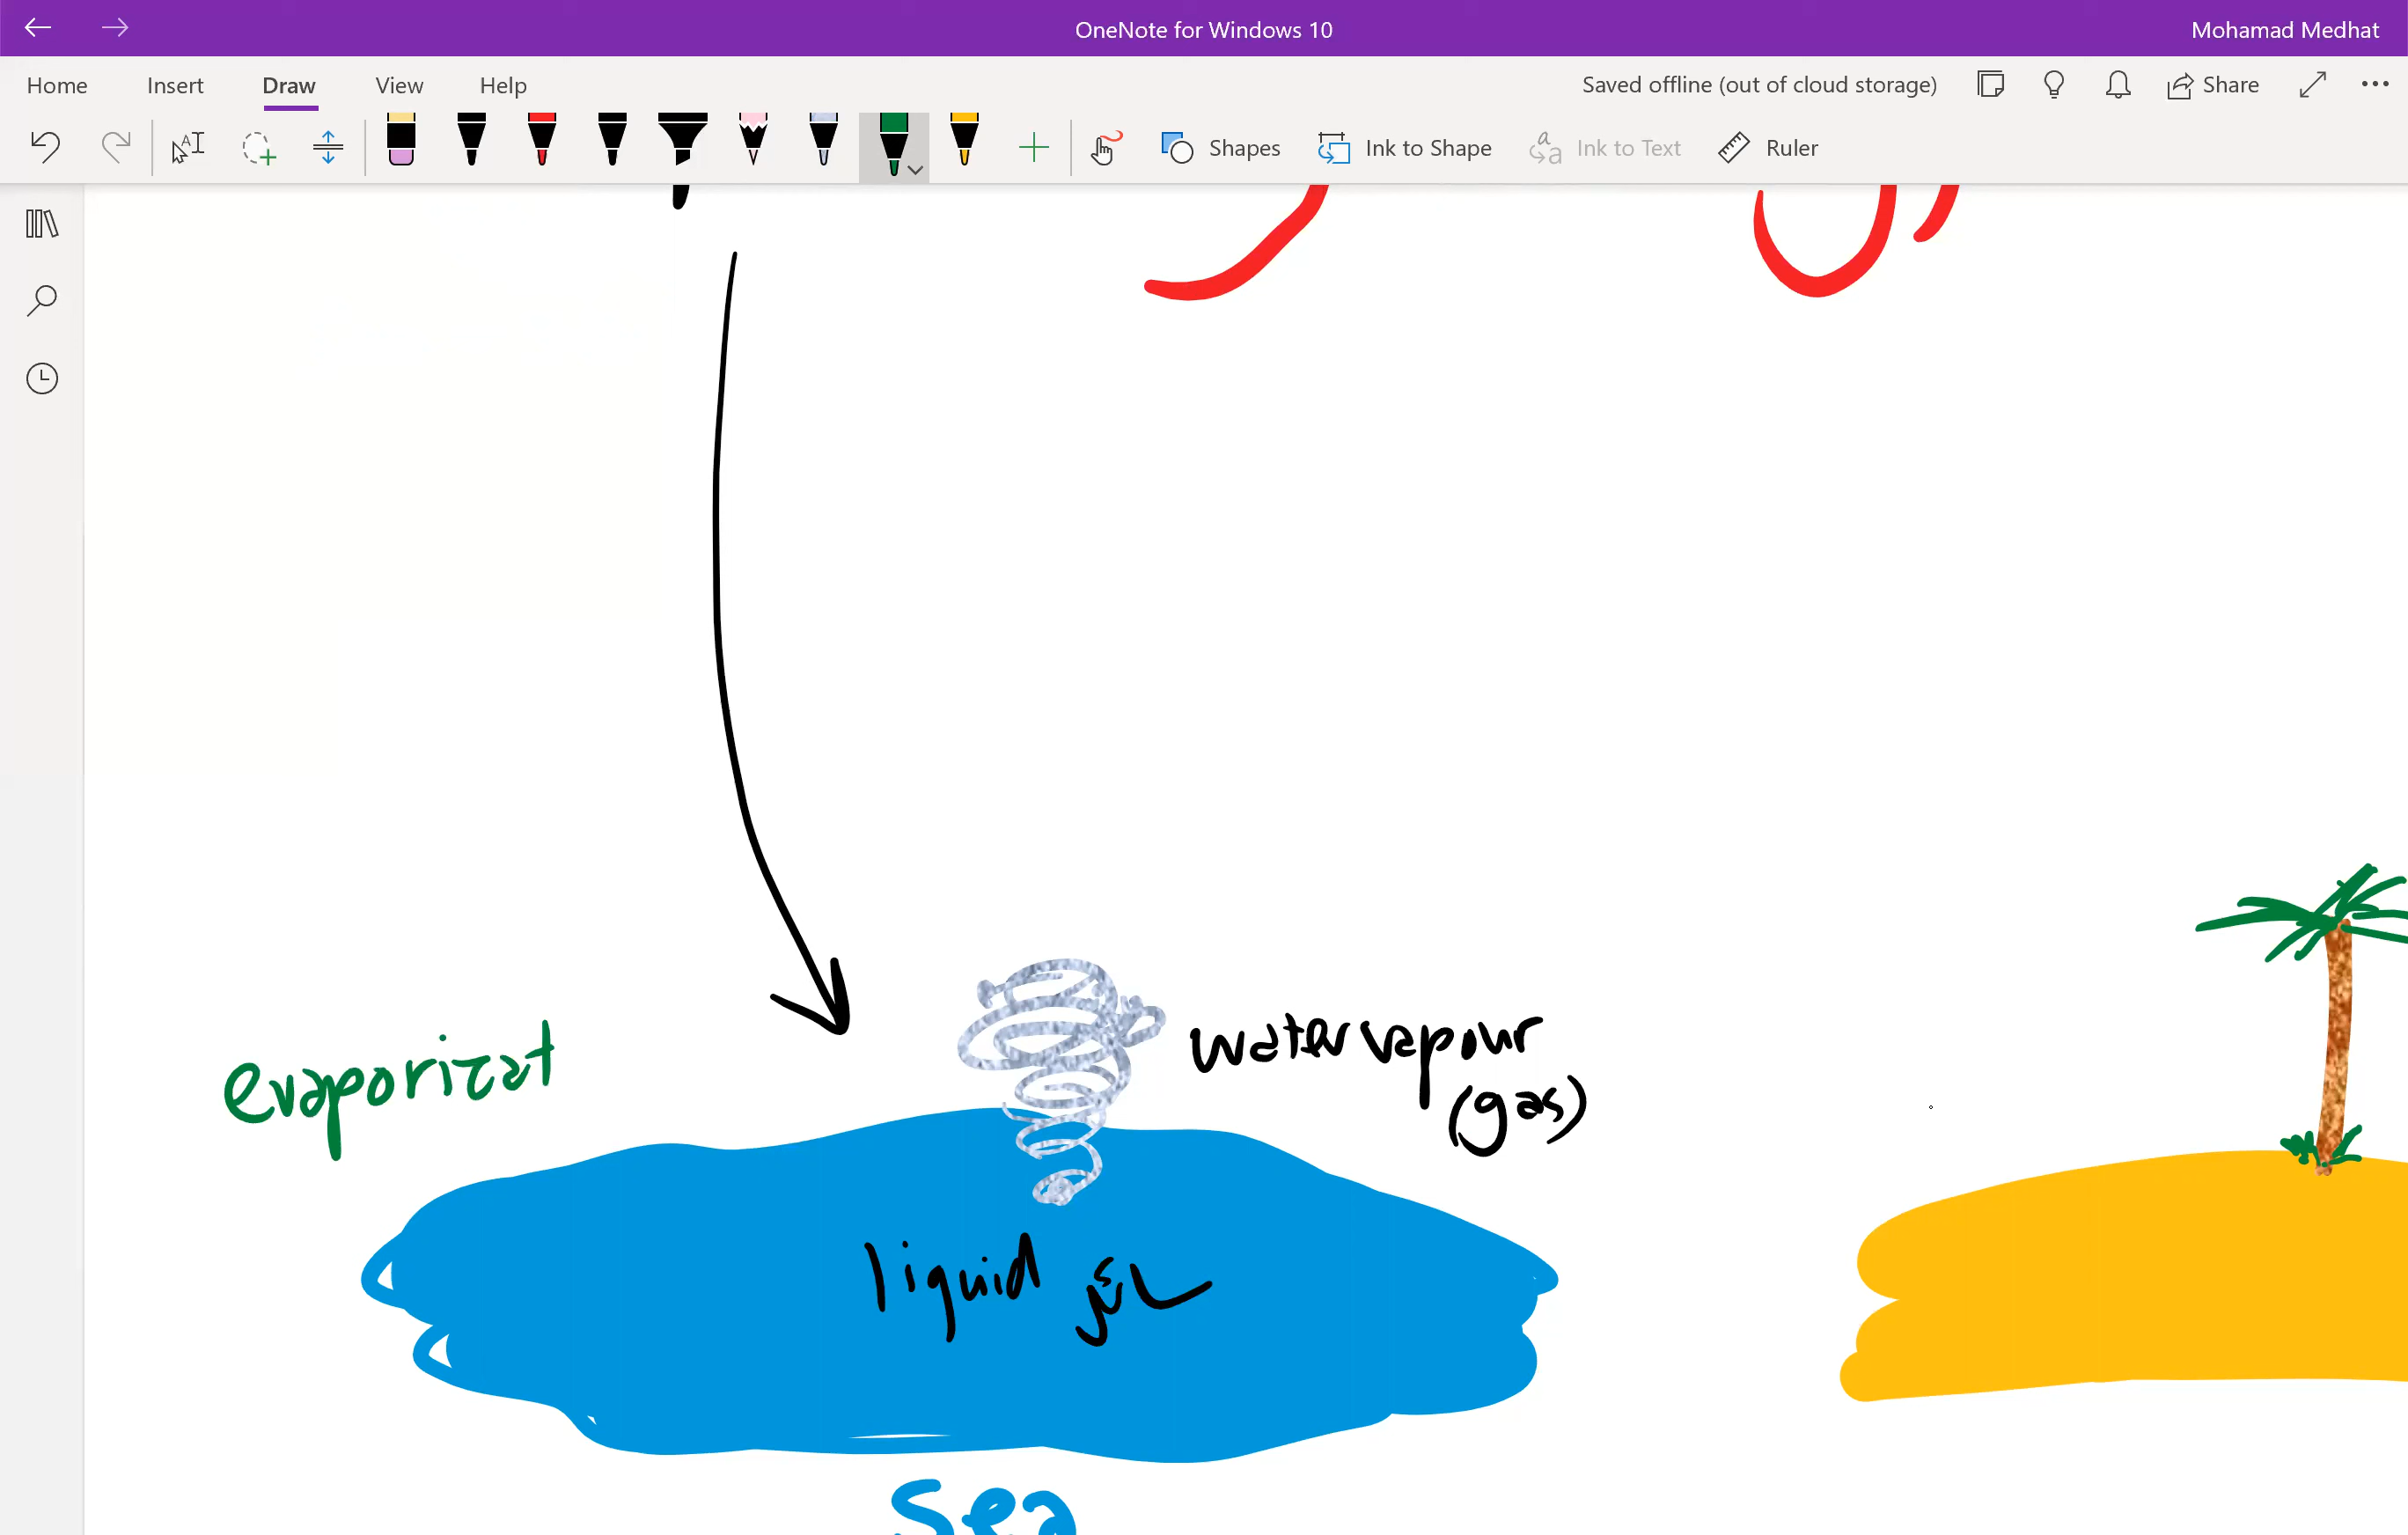 OneNote for Windows 10
Mohamad Medhat
Home Insert Draw View Help
Saved offline (out of cloud storage)
Share
Shapes
Ink to Shape
Ink to Text
Ruler
evaporizat
water vapour
(gas)
liquid سائل
Sea